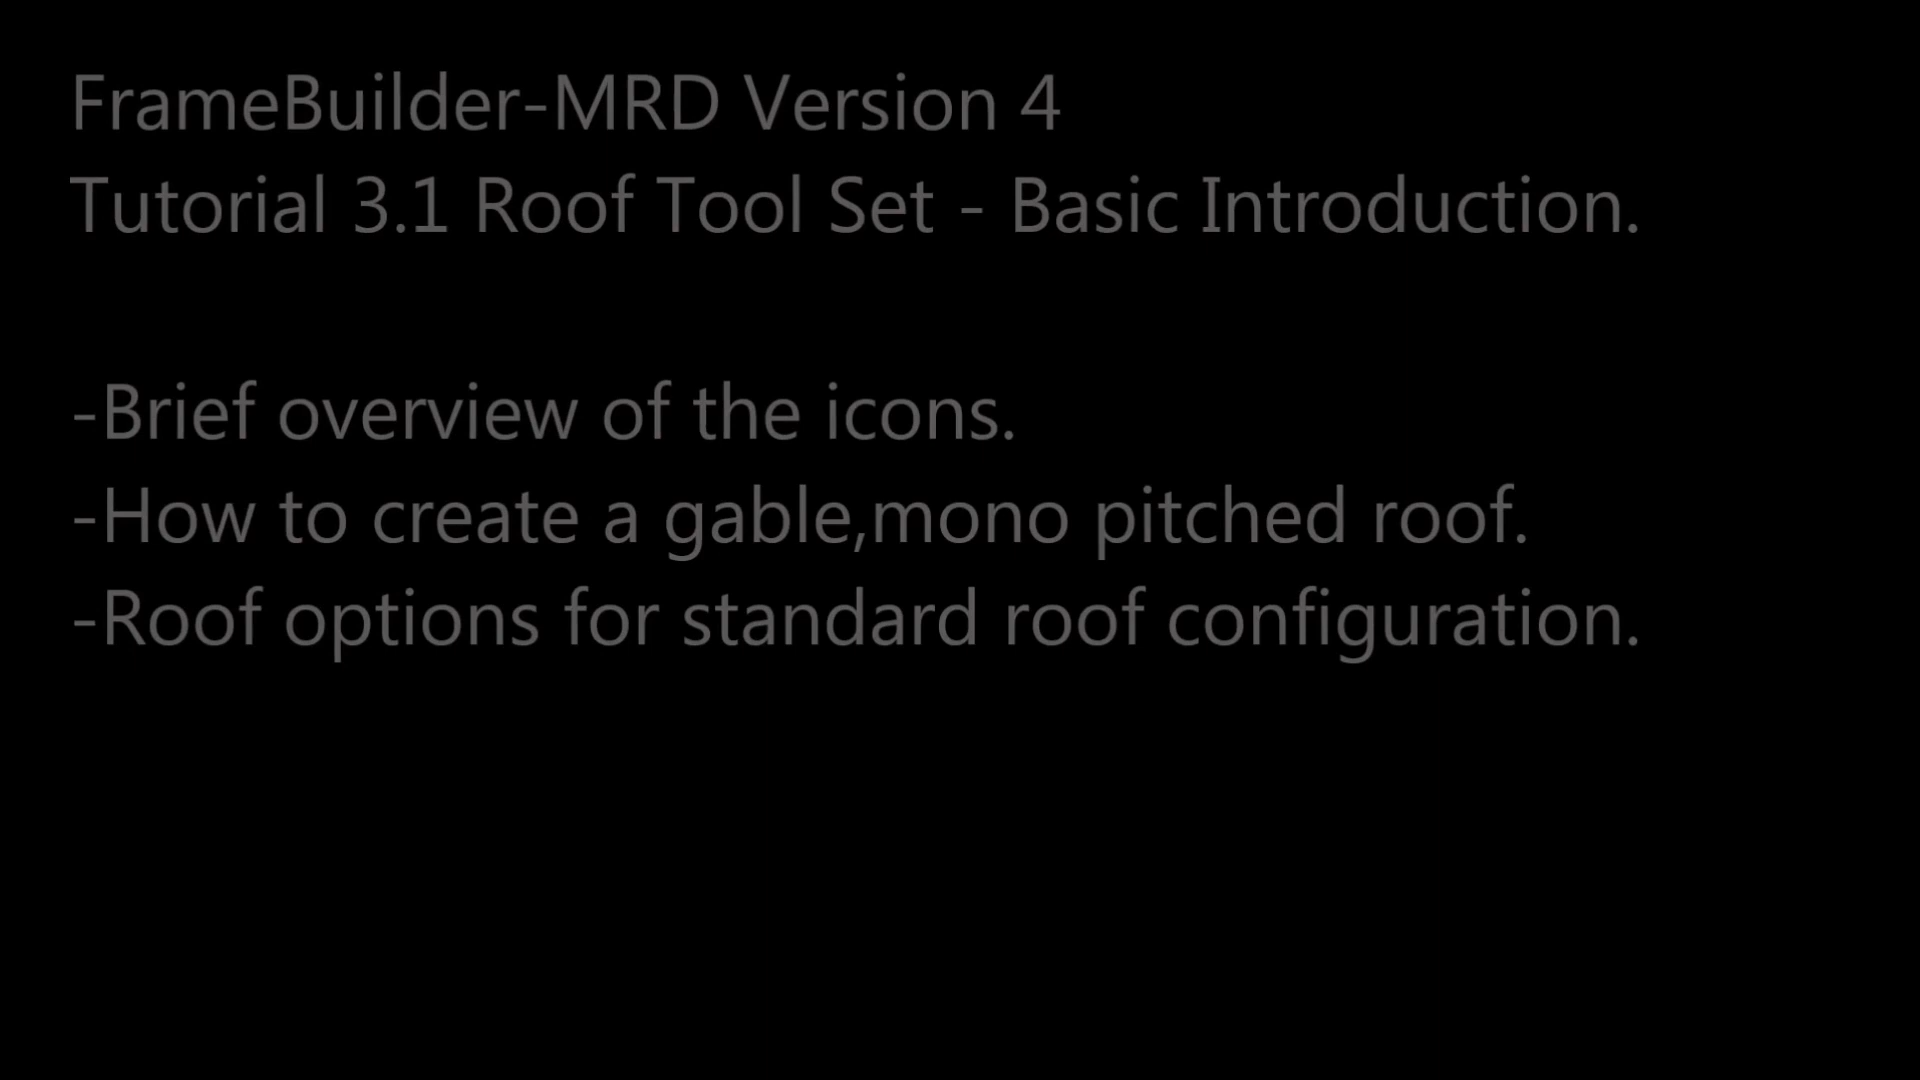 FrameBuilder-MRD Version 4
Tutorial 3.1 Roof Tool Set - Basic Introduction.
-Brief overview of the icons.
-How to create a gable,mono pitched roof.
-Roof options for standard roof configuration.